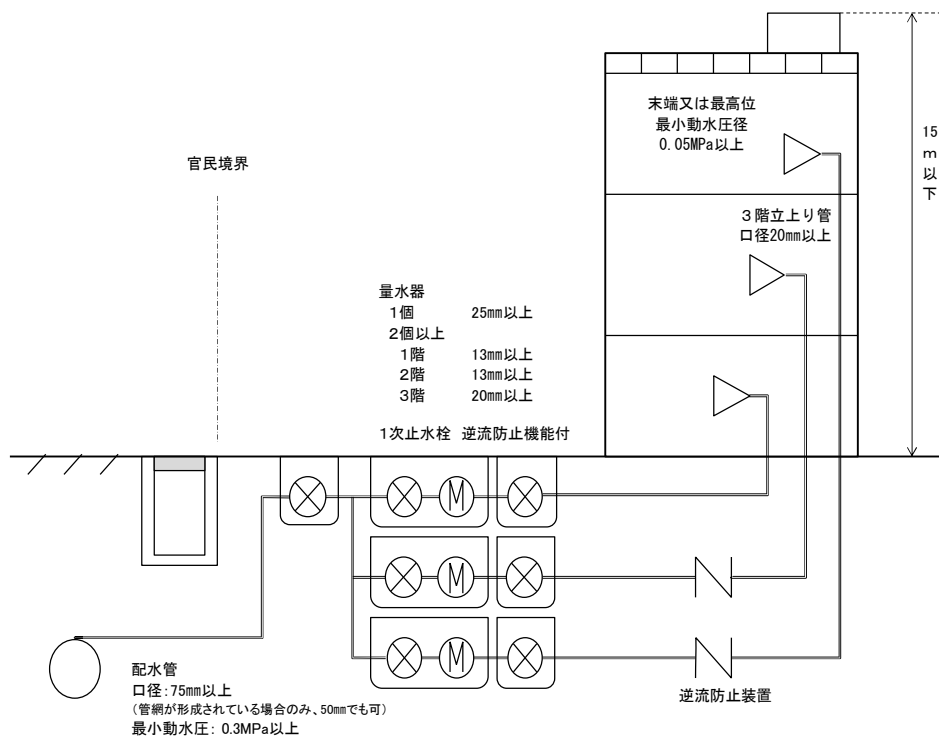 末端又は最高位
最小動水圧径
0.05MPa以上
15
m
以
下
官民境界
3階立上り管
口径20mm以上
量水器
1個 25mm以上
2個以上
1階 13mm以上
2階 13mm以上
3階 20mm以上
1次止水栓 逆流防止機能付
M
M
M
配水管
口径:75mm以上
(管網が形成されている場合のみ、50mmでも可)
最小動水圧: 0.3MPa以上
逆流防止装置